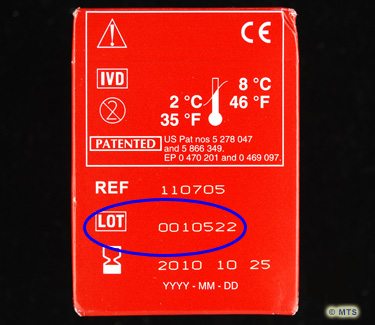 CE
IVD
8 °C
2 °C 46 °F
35 °F
2
PATENTED US Pat nos 5 278 047
and 5 866 349.
EP 0 470 201 and 0 469 097.
REF 110705
LOT 0010522
2010 10 25
YYYY - MM - DD
© MTS